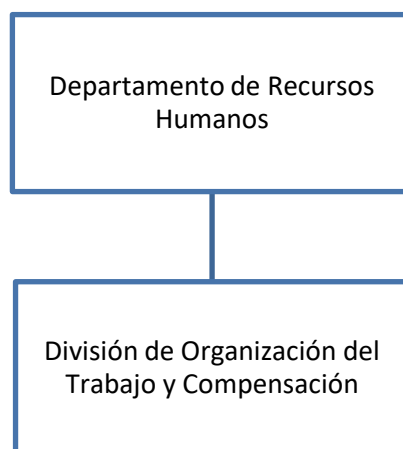 Departamento de Recursos
Humanos
División de Organización del
Trabajo y Compensación